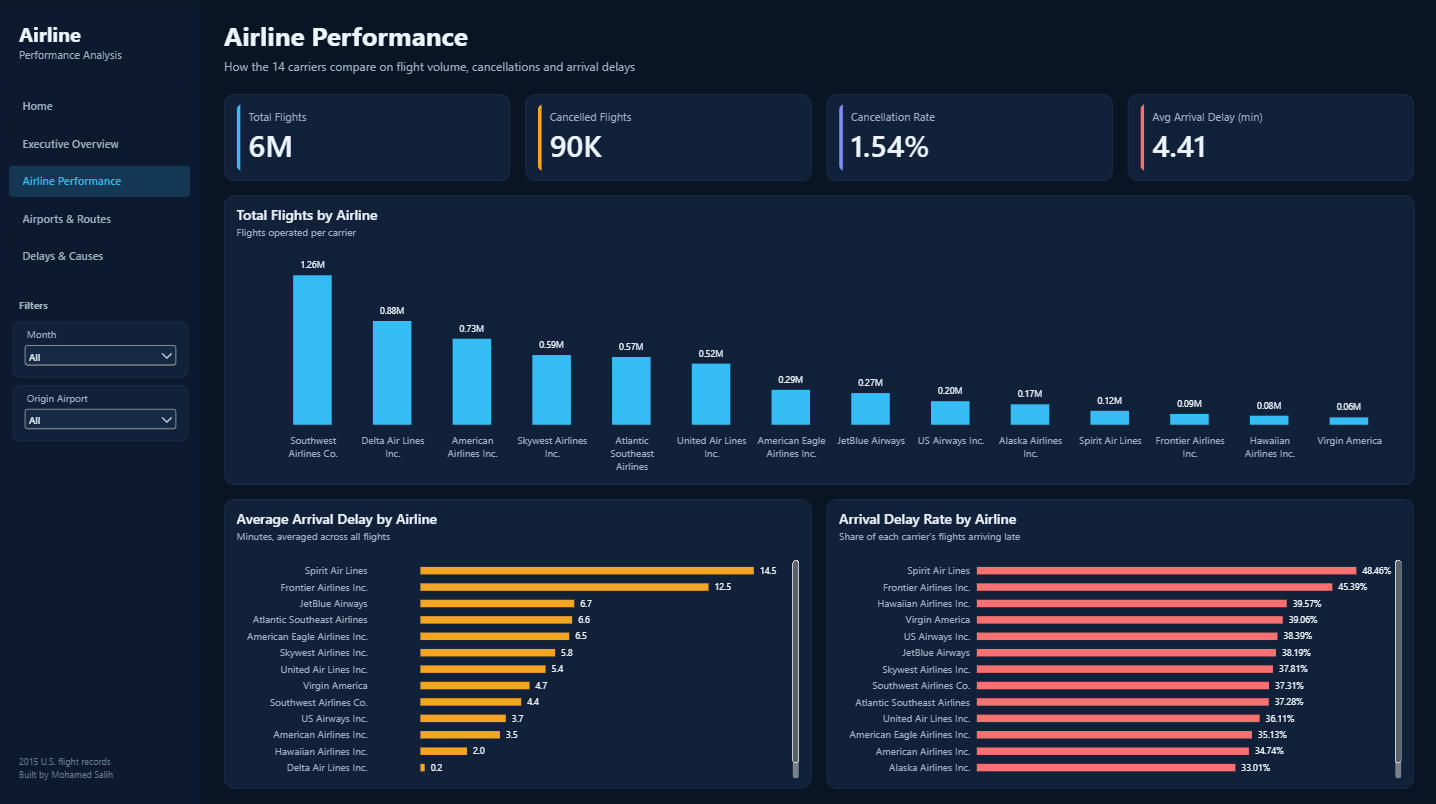 Airline
Performance Analysis
Home
Executive Overview
Airline Performance
Airports & Routes
Delays & Causes
Filters
Month
All
Origin Airport
All
2015 U.S. flight records
Built by Mohamed Salih
Airline Performance
How the 14 carriers compare on flight volume, cancellations and arrival delays
Total Flights
6M
Cancelled Flights
90K
Cancellation Rate
1.54%
Avg Arrival Delay (min)
4.41
Total Flights by Airline
Flights operated per carrier
1.26M
0.88M
0.73M
0.59M
0.57M
0.52M
0.29M
0.27M
0.20M
0.17M
0.12M
0.09M
0.08M
0.06M
Southwest
Airlines Co.
Delta Air Lines
Inc.
American
Airlines Inc.
Skywest Airlines
Inc.
Atlantic
Southeast
Airlines
United Air Lines
Inc.
American Eagle
Airlines Inc.
JetBlue Airways
US Airways Inc.
Alaska Airlines
Inc.
Spirit Air Lines
Frontier Airlines
Inc.
Hawaiian
Airlines Inc.
Virgin America
Average Arrival Delay by Airline
Minutes, averaged across all flights
Spirit Air Lines 14.5
Frontier Airlines Inc. 12.5
JetBlue Airways 6.7
Atlantic Southeast Airlines 6.6
American Eagle Airlines Inc. 6.5
Skywest Airlines Inc. 5.8
United Air Lines Inc. 5.4
Virgin America 4.7
Southwest Airlines Co. 4.4
US Airways Inc. 3.7
American Airlines Inc. 3.5
Hawaiian Airlines Inc. 2.0
Delta Air Lines Inc. 0.2
Arrival Delay Rate by Airline
Share of each carrier's flights arriving late
Spirit Air Lines 48.46%
Frontier Airlines Inc. 45.39%
Hawaiian Airlines Inc. 39.57%
Virgin America 39.06%
US Airways Inc. 38.39%
JetBlue Airways 38.19%
Skywest Airlines Inc. 37.81%
Southwest Airlines Co. 37.31%
Atlantic Southeast Airlines 37.28%
United Air Lines Inc. 36.11%
American Eagle Airlines Inc. 35.13%
American Airlines Inc. 34.74%
Alaska Airlines Inc. 33.01%